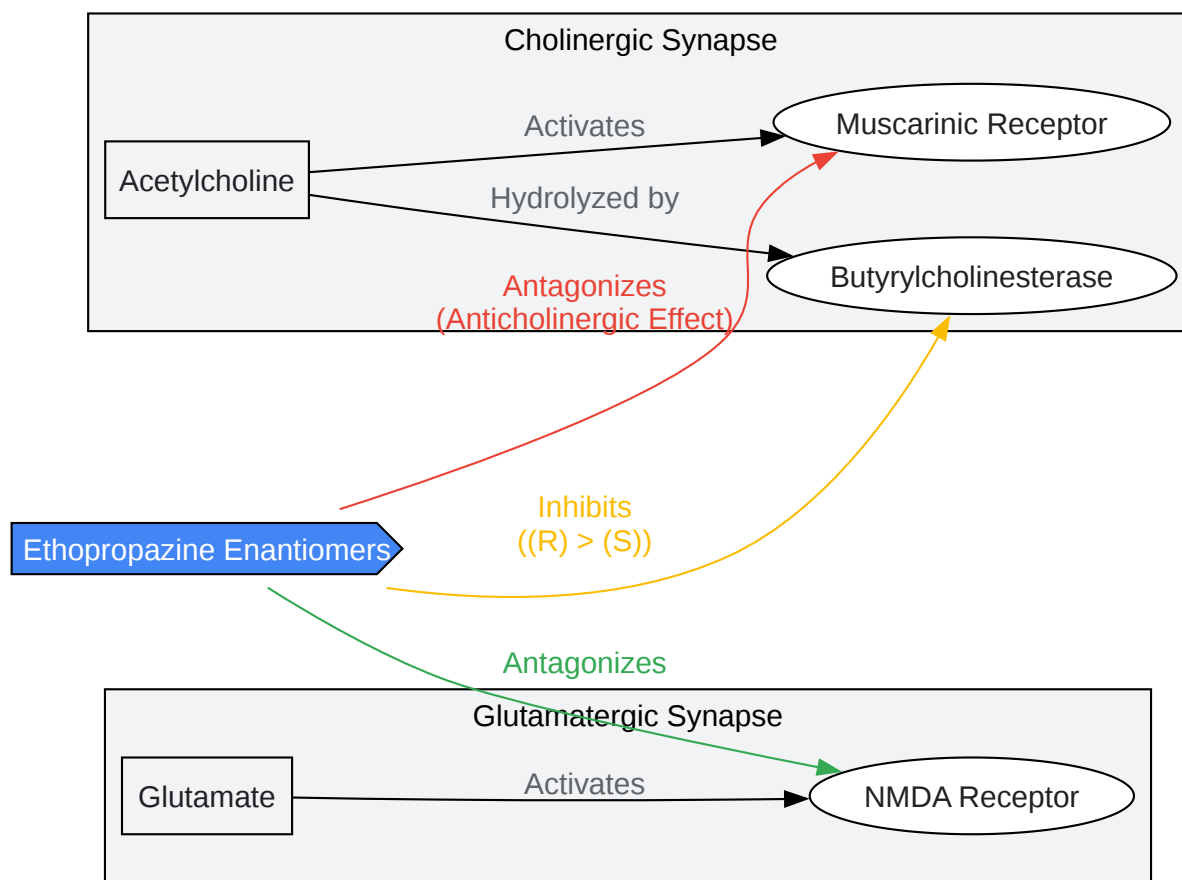 Cholinergic Synapse
Activates
Muscarinic Receptor
Acetylcholine
Hydrolyzed by
Butyrylcholinesterase
Antagonizes
(Anticholinergic Effect)
Inhibits
((R) > (S))
Ethopropazine Enantiomers
Antagonizes
Glutamatergic Synapse
Glutamate
Activates
NMDA Receptor